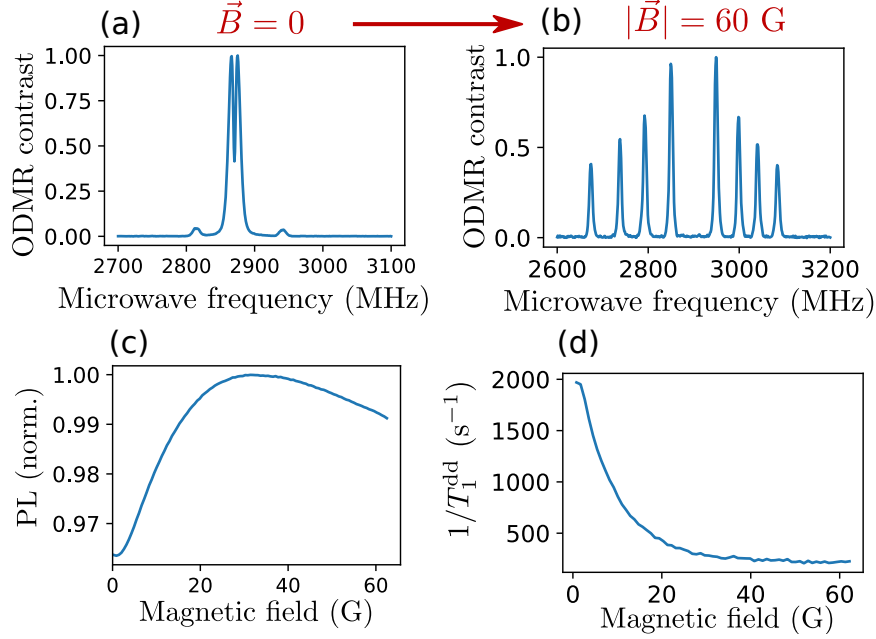 (a) B⃗ = 0 (b) |B⃗| = 60 G
ODMR contrast
1.00
0.75
0.50
0.25
0.00
2700 2800 2900 3000 3100
Microwave frequency (MHz)
ODMR contrast
1.0
0.5
0.0
2600 2800 3000 3200
Microwave frequency (MHz)
(c)
PL (norm.)
1.00
0.99
0.98
0.97
0 20 40 60
Magnetic field (G)
(d)
1/T₁ᵈᵈ (s⁻¹)
2000
1500
1000
500
0 20 40 60
Magnetic field (G)